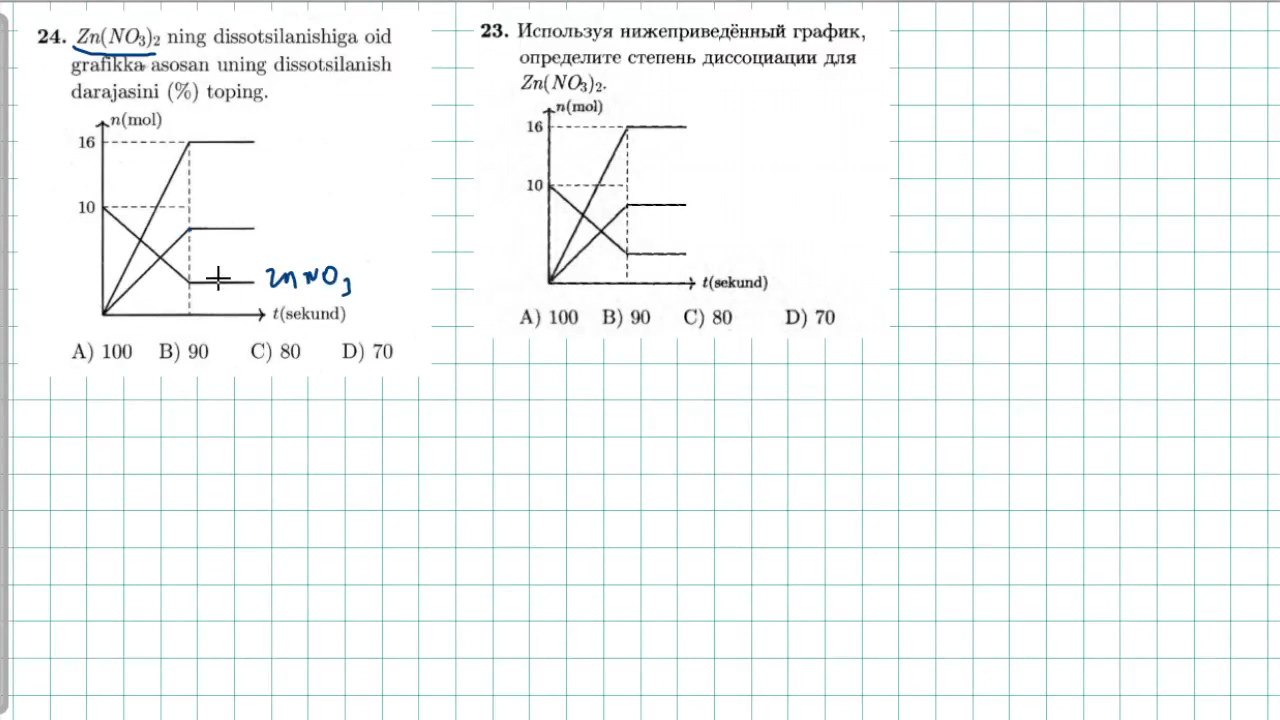 24. Zn(NO₃)₂ ning dissotsilanishiga oid
grafikka asosan uning dissotsilanish
darajasini (%) toping.
n(mol)
16
10
Zn NO₃
t(sekund)
A) 100 B) 90 C) 80 D) 70
23. Используя нижеприведённый график,
определите степень диссоциации для
Zn(NO₃)₂.
n(mol)
16
10
t(sekund)
A) 100 B) 90 C) 80 D) 70